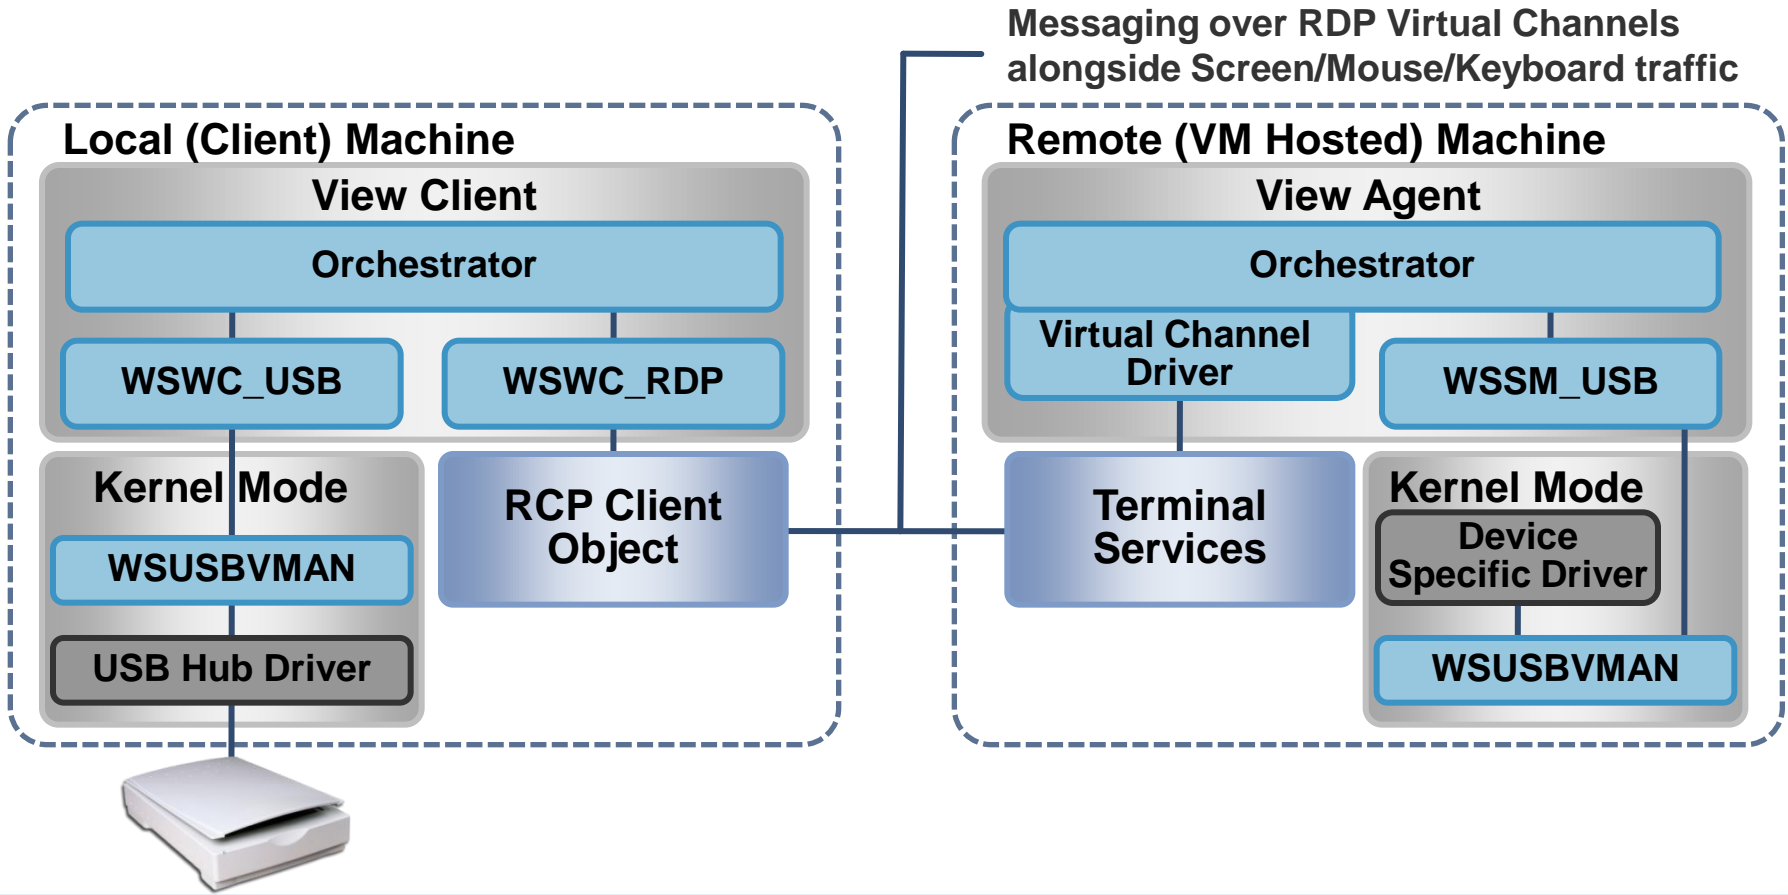 Messaging over RDP Virtual Channels
alongside Screen/Mouse/Keyboard traffic
Local (Client) Machine
View Client
Orchestrator
WSWC_USB
WSWC_RDP
Kernel Mode
WSUSBVMAN
USB Hub Driver
RCP Client
Object
Remote (VM Hosted) Machine
View Agent
Orchestrator
Virtual Channel
Driver
WSSM_USB
Terminal
Services
Kernel Mode
Device
Specific Driver
WSUSBVMAN